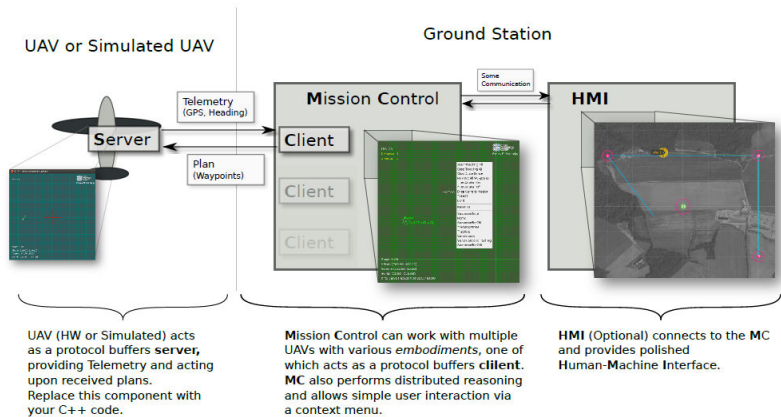 UAV or Simulated UAV
Ground Station
Server
Telemetry
(GPS, Heading)
Plan
(Waypoints)
Mission Control
Client
Client
Client
Some
Communication
HMI
UAV (HW or Simulated) acts
as a protocol buffers server,
providing Telemetry and acting
upon received plans.
Replace this component with
your C++ code.
Mission Control can work with multiple
UAVs with various embodiments, one of
which acts as a protocol buffers clilent.
MC also performs distributed reasoning
and allows simple user interaction via
a context menu.
HMI (Optional) connects to the MC
and provides polished
Human-Machine Interface.